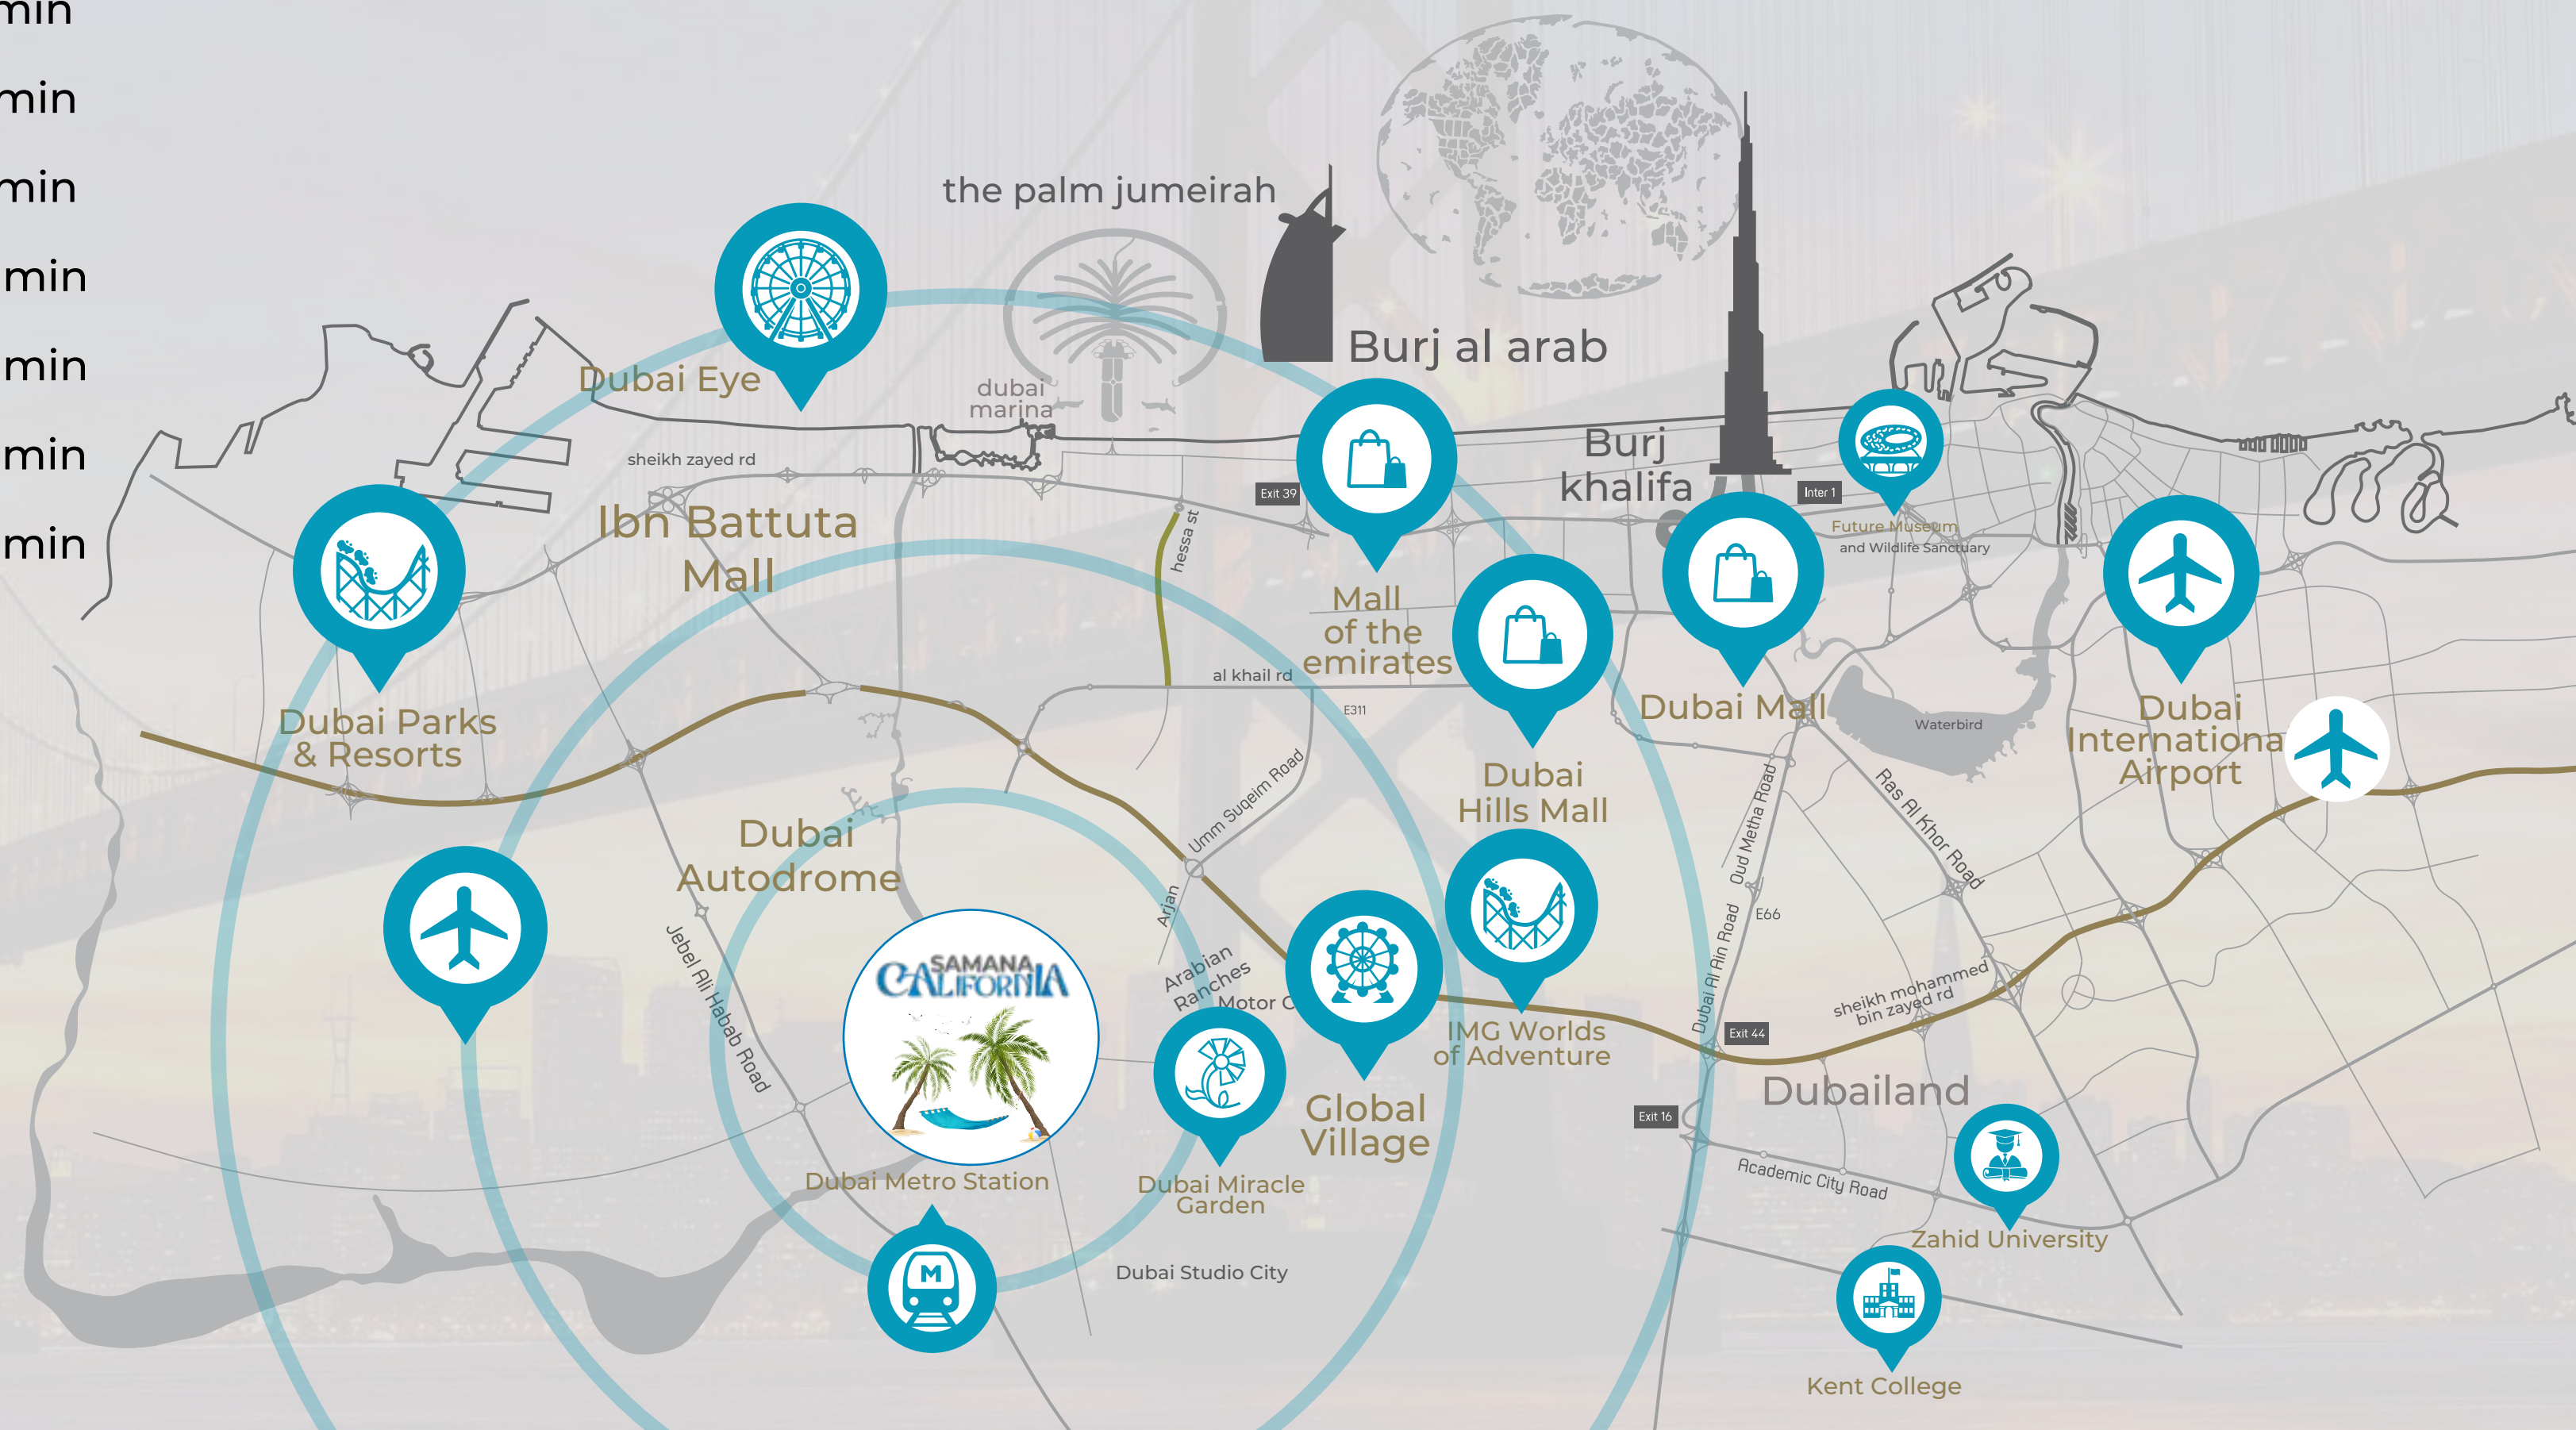 min
min
min
min
min
min
min
the palm jumeirah
Burj al arab
Dubai Eye
dubai
marina
sheikh zayed rd
Ibn Battuta
Mall
hessa st
Exit 39
Burj
khalifa
Inter 1
Future Museum
and Wildlife Sanctuary
Mall
of the
emirates
al khail rd
E311
Dubai Mall
Waterbird
Dubai
Internationa
Airport
Dubai Parks
& Resorts
Dubai
Hills Mall
Umm Suqeim Road
Oud Metha Road
Ras Al Khor Road
Dubai
Autodrome
Arjan
E66
Jebel Ali Habab Road
SAMANA
CALIFORNIA
Arabian
Ranches
Motor C
Dubai Al Ain Road
sheikh mohammed
bin zayed rd
IMG Worlds
of Adventure
Exit 44
Dubailand
Global
Village
Exit 16
Dubai Metro Station
Dubai Miracle
Garden
Academic City Road
Zahid University
M
Dubai Studio City
Kent College